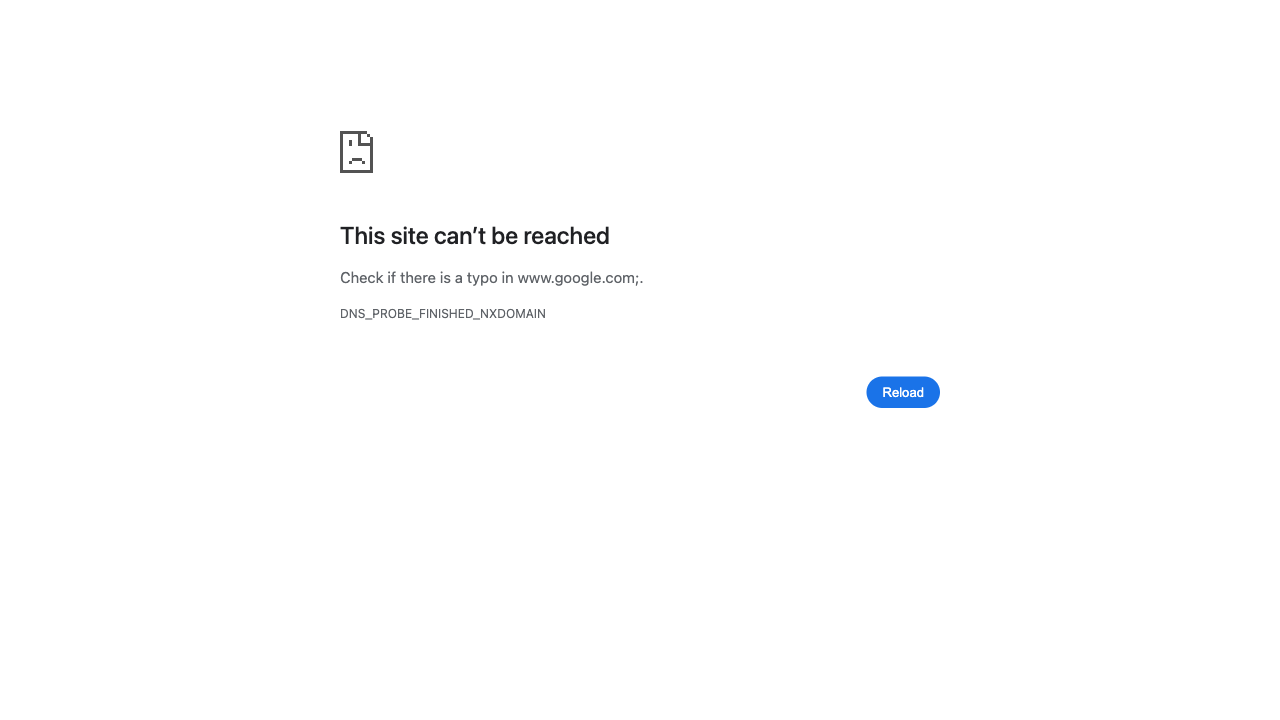 This site can’t be reached
Check if there is a typo in www.google.com;.
DNS_PROBE_FINISHED_NXDOMAIN
Reload